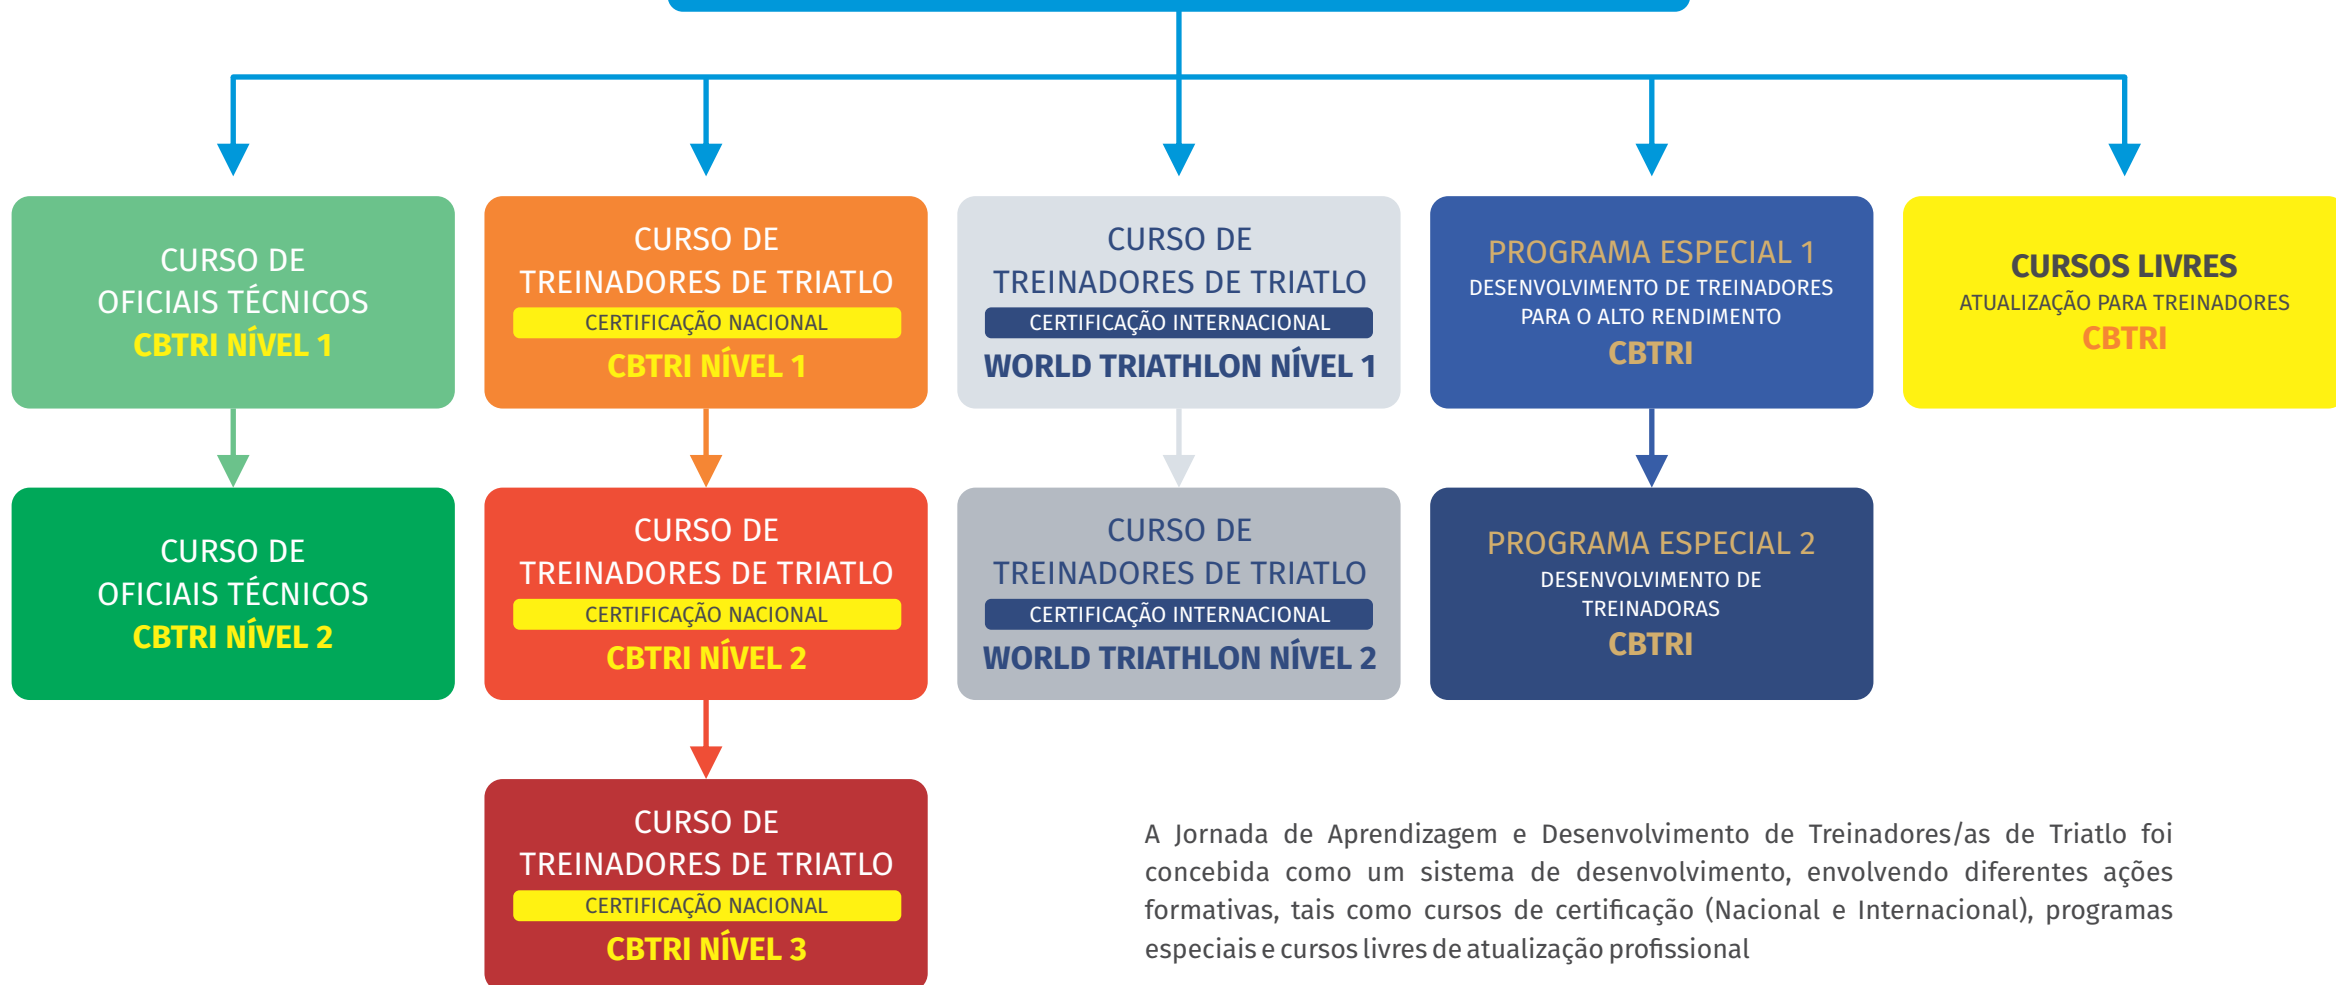 CURSO DE
OFICIAIS TÉCNICOS
CBTRI NÍVEL 1
CURSO DE
TREINADORES DE TRIATLO
CERTIFICAÇÃO NACIONAL
CBTRI NÍVEL 1
CURSO DE
TREINADORES DE TRIATLO
CERTIFICAÇÃO INTERNACIONAL
WORLD TRIATHLON NÍVEL 1
PROGRAMA ESPECIAL 1
DESENVOLVIMENTO DE TREINADORES
PARA O ALTO RENDIMENTO
CBTRI
CURSOS LIVRES
ATUALIZAÇÃO PARA TREINADORES
CBTRI
CURSO DE
OFICIAIS TÉCNICOS
CBTRI NÍVEL 2
CURSO DE
TREINADORES DE TRIATLO
CERTIFICAÇÃO NACIONAL
CBTRI NÍVEL 2
CURSO DE
TREINADORES DE TRIATLO
CERTIFICAÇÃO INTERNACIONAL
WORLD TRIATHLON NÍVEL 2
PROGRAMA ESPECIAL 2
DESENVOLVIMENTO DE
TREINADORAS
CBTRI
CURSO DE
TREINADORES DE TRIATLO
CERTIFICAÇÃO NACIONAL
CBTRI NÍVEL 3
A Jornada de Aprendizagem e Desenvolvimento de Treinadores/as de Triatlo foi
concebida como um sistema de desenvolvimento, envolvendo diferentes ações
formativas, tais como cursos de certificação (Nacional e Internacional), programas
especiais e cursos livres de atualização profissional